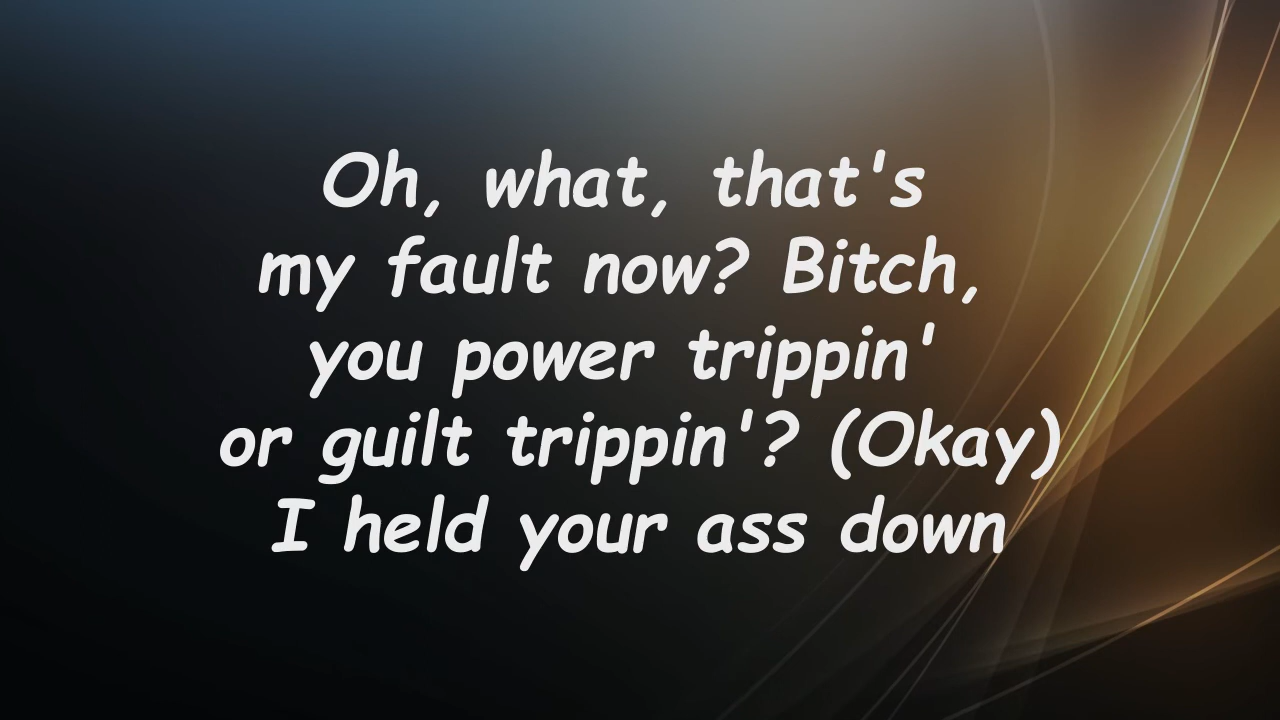 Oh, what, that's
my fault now? Bitch,
you power trippin'
or guilt trippin'? (Okay)
I held your ass down